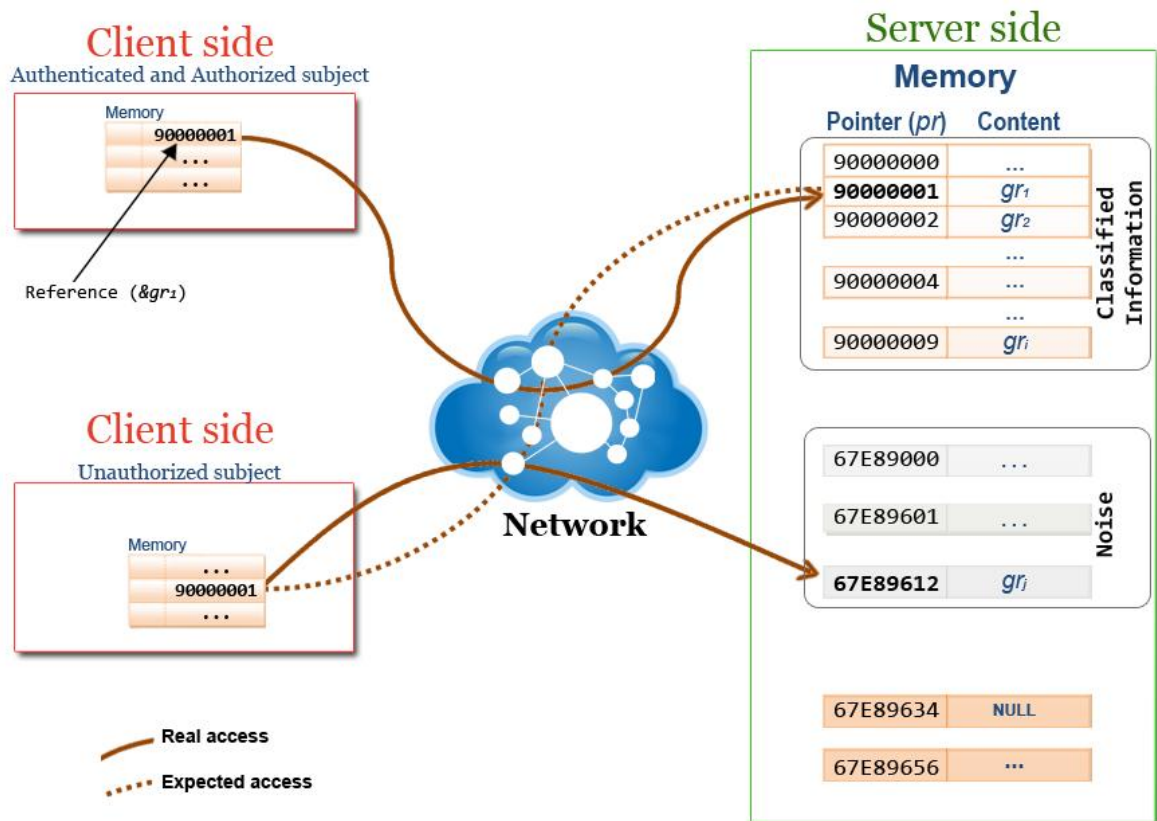 Client side
Authenticated and Authorized subject
Memory
90000001
...
...
Reference (&gr₁)
Client side
Unauthorized subject
Memory
...
90000001
...
Real access
Expected access
Network
Server side
Memory
Pointer (pr) Content
90000000 ...
90000001 gr₁
90000002 gr₂
...
90000004 ...
...
90000009 grᵢ
Classified
Information
67E89000 ...
67E89601 ...
67E89612 grⱼ
Noise
67E89634 NULL
67E89656 ...